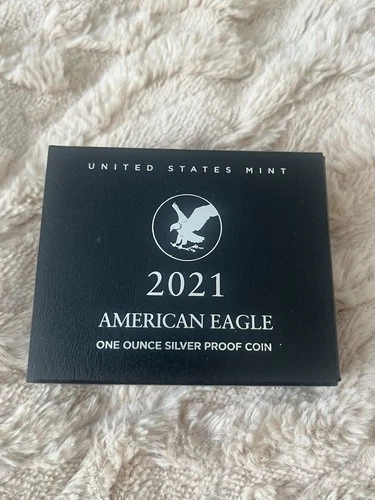 UNITED STATES MINT
2021
AMERICAN EAGLE
ONE OUNCE SILVER PROOF COIN